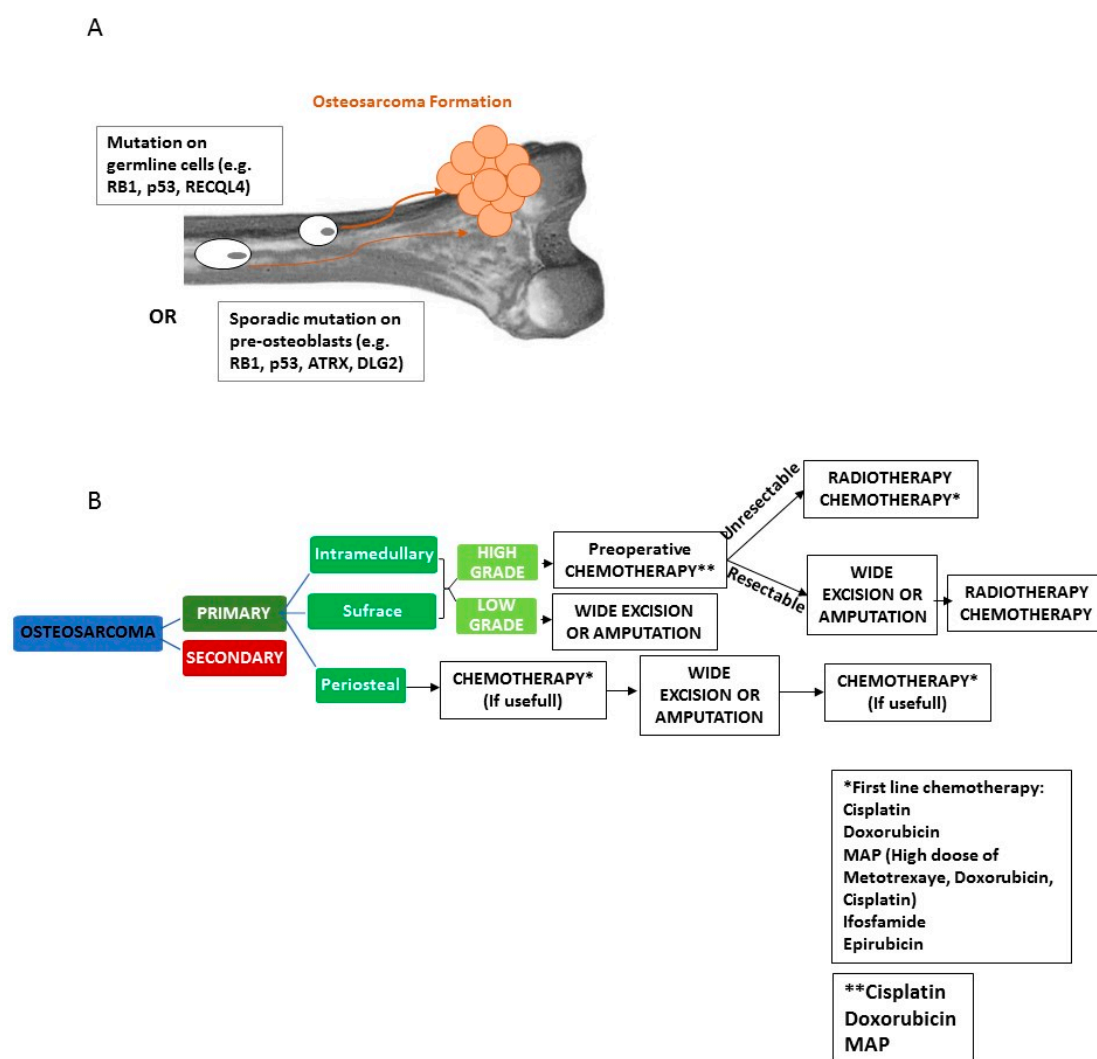 A
Osteosarcoma Formation
Mutation on
germline cells (e.g.
RB1, p53, RECQL4)
OR
Sporadic mutation on
pre-osteoblasts (e.g.
RB1, p53, ATRX, DLG2)
B
OSTEOSARCOMA
PRIMARY
SECONDARY
Intramedullary
Sufrace
Periosteal
HIGH
GRADE
LOW
GRADE
Preoperative
CHEMOTHERAPY**
Unresectable
Resectable
RADIOTHERAPY
CHEMOTHERAPY*
WIDE
EXCISION OR
AMPUTATION
RADIOTHERAPY
CHEMOTHERAPY
WIDE EXCISION
OR AMPUTATION
CHEMOTHERAPY*
(If usefull)
WIDE
EXCISION OR
AMPUTATION
CHEMOTHERAPY*
(If usefull)
*First line chemotherapy:
Cisplatin
Doxorubicin
MAP (High doose of
Metotrexaye, Doxorubicin,
Cisplatin)
Ifosfamide
Epirubicin
**Cisplatin
Doxorubicin
MAP